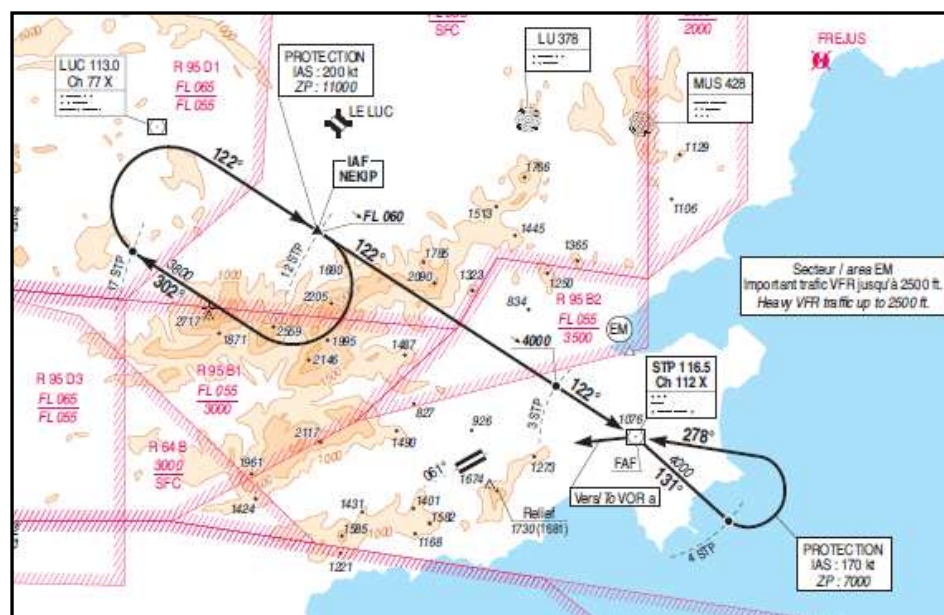 SFC
2000
FREJUS
LU 378
MUS 428
PROTECTION
IAS : 200 kt
ZP : 11000
LUC 113.0
Ch 77 X
R 95 D1
FL 065
FL 055
LE LUC
IAF
NEKIP
122°
FL 060
122°
1766
1129
1106
1513
1445
1365
1250
1323
834
17 STP
3800
302°
12 STP
1000
2205
2717
1871
1995
2146
1487
R 95 B2
FL 055
3500
EM
Secteur / area EM
Important trafic VFR jusqu'à 2500 ft.
Heavy VFR traffic up to 2500 ft.
4000
122°
3 STP
STP 116.5
Ch 112 X
1076
FAF
278°
4000
131°
4 STP
Vers/ To VOR a
R 95 D3
FL 065
FL 055
R 95 B1
FL 055
3000
R 64 B
3000
SFC
827
926
2117
1490
1961
1424
061°
1674
1273
Relief
1730 (1681)
1431
1401
1585
1582
1168
1221
1000
PROTECTION
IAS : 170 kt
ZP : 7000